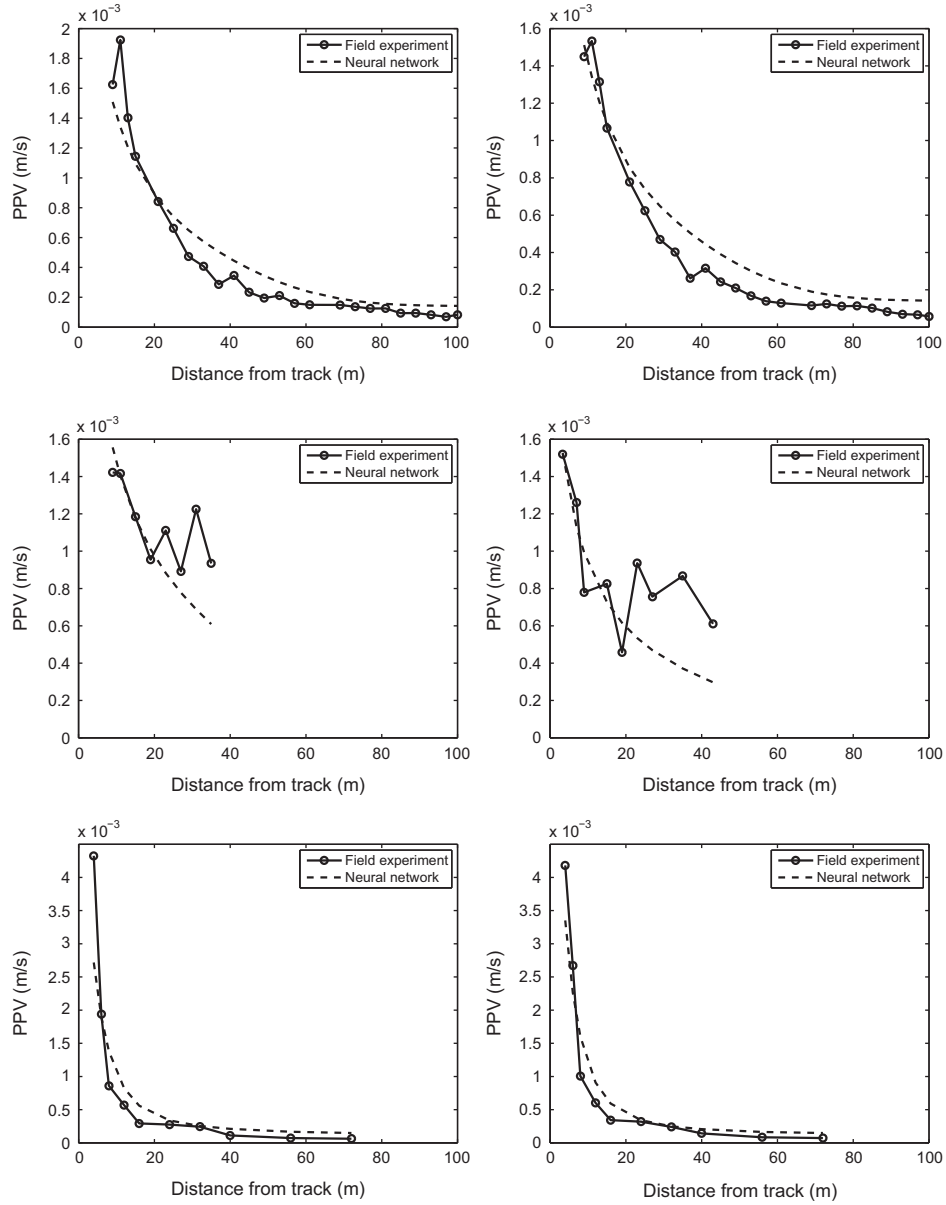 x 10⁻³
2
1.8
1.6
1.4
1.2
1
0.8
0.6
0.4
0.2
0
PPV (m/s)
Field experiment
Neural network
0 20 40 60 80 100
Distance from track (m)
x 10⁻³
1.6
1.4
1.2
1
0.8
0.6
0.4
0.2
0
PPV (m/s)
Field experiment
Neural network
0 20 40 60 80 100
Distance from track (m)
x 10⁻³
1.6
1.4
1.2
1
0.8
0.6
0.4
0.2
0
PPV (m/s)
Field experiment
Neural network
0 20 40 60 80 100
Distance from track (m)
x 10⁻³
1.6
1.4
1.2
1
0.8
0.6
0.4
0.2
0
PPV (m/s)
Field experiment
Neural network
0 20 40 60 80 100
Distance from track (m)
x 10⁻³
4
3.5
3
2.5
2
1.5
1
0.5
0
PPV (m/s)
Field experiment
Neural network
0 20 40 60 80 100
Distance from track (m)
x 10⁻³
4
3.5
3
2.5
2
1.5
1
0.5
0
PPV (m/s)
Field experiment
Neural network
0 20 40 60 80 100
Distance from track (m)